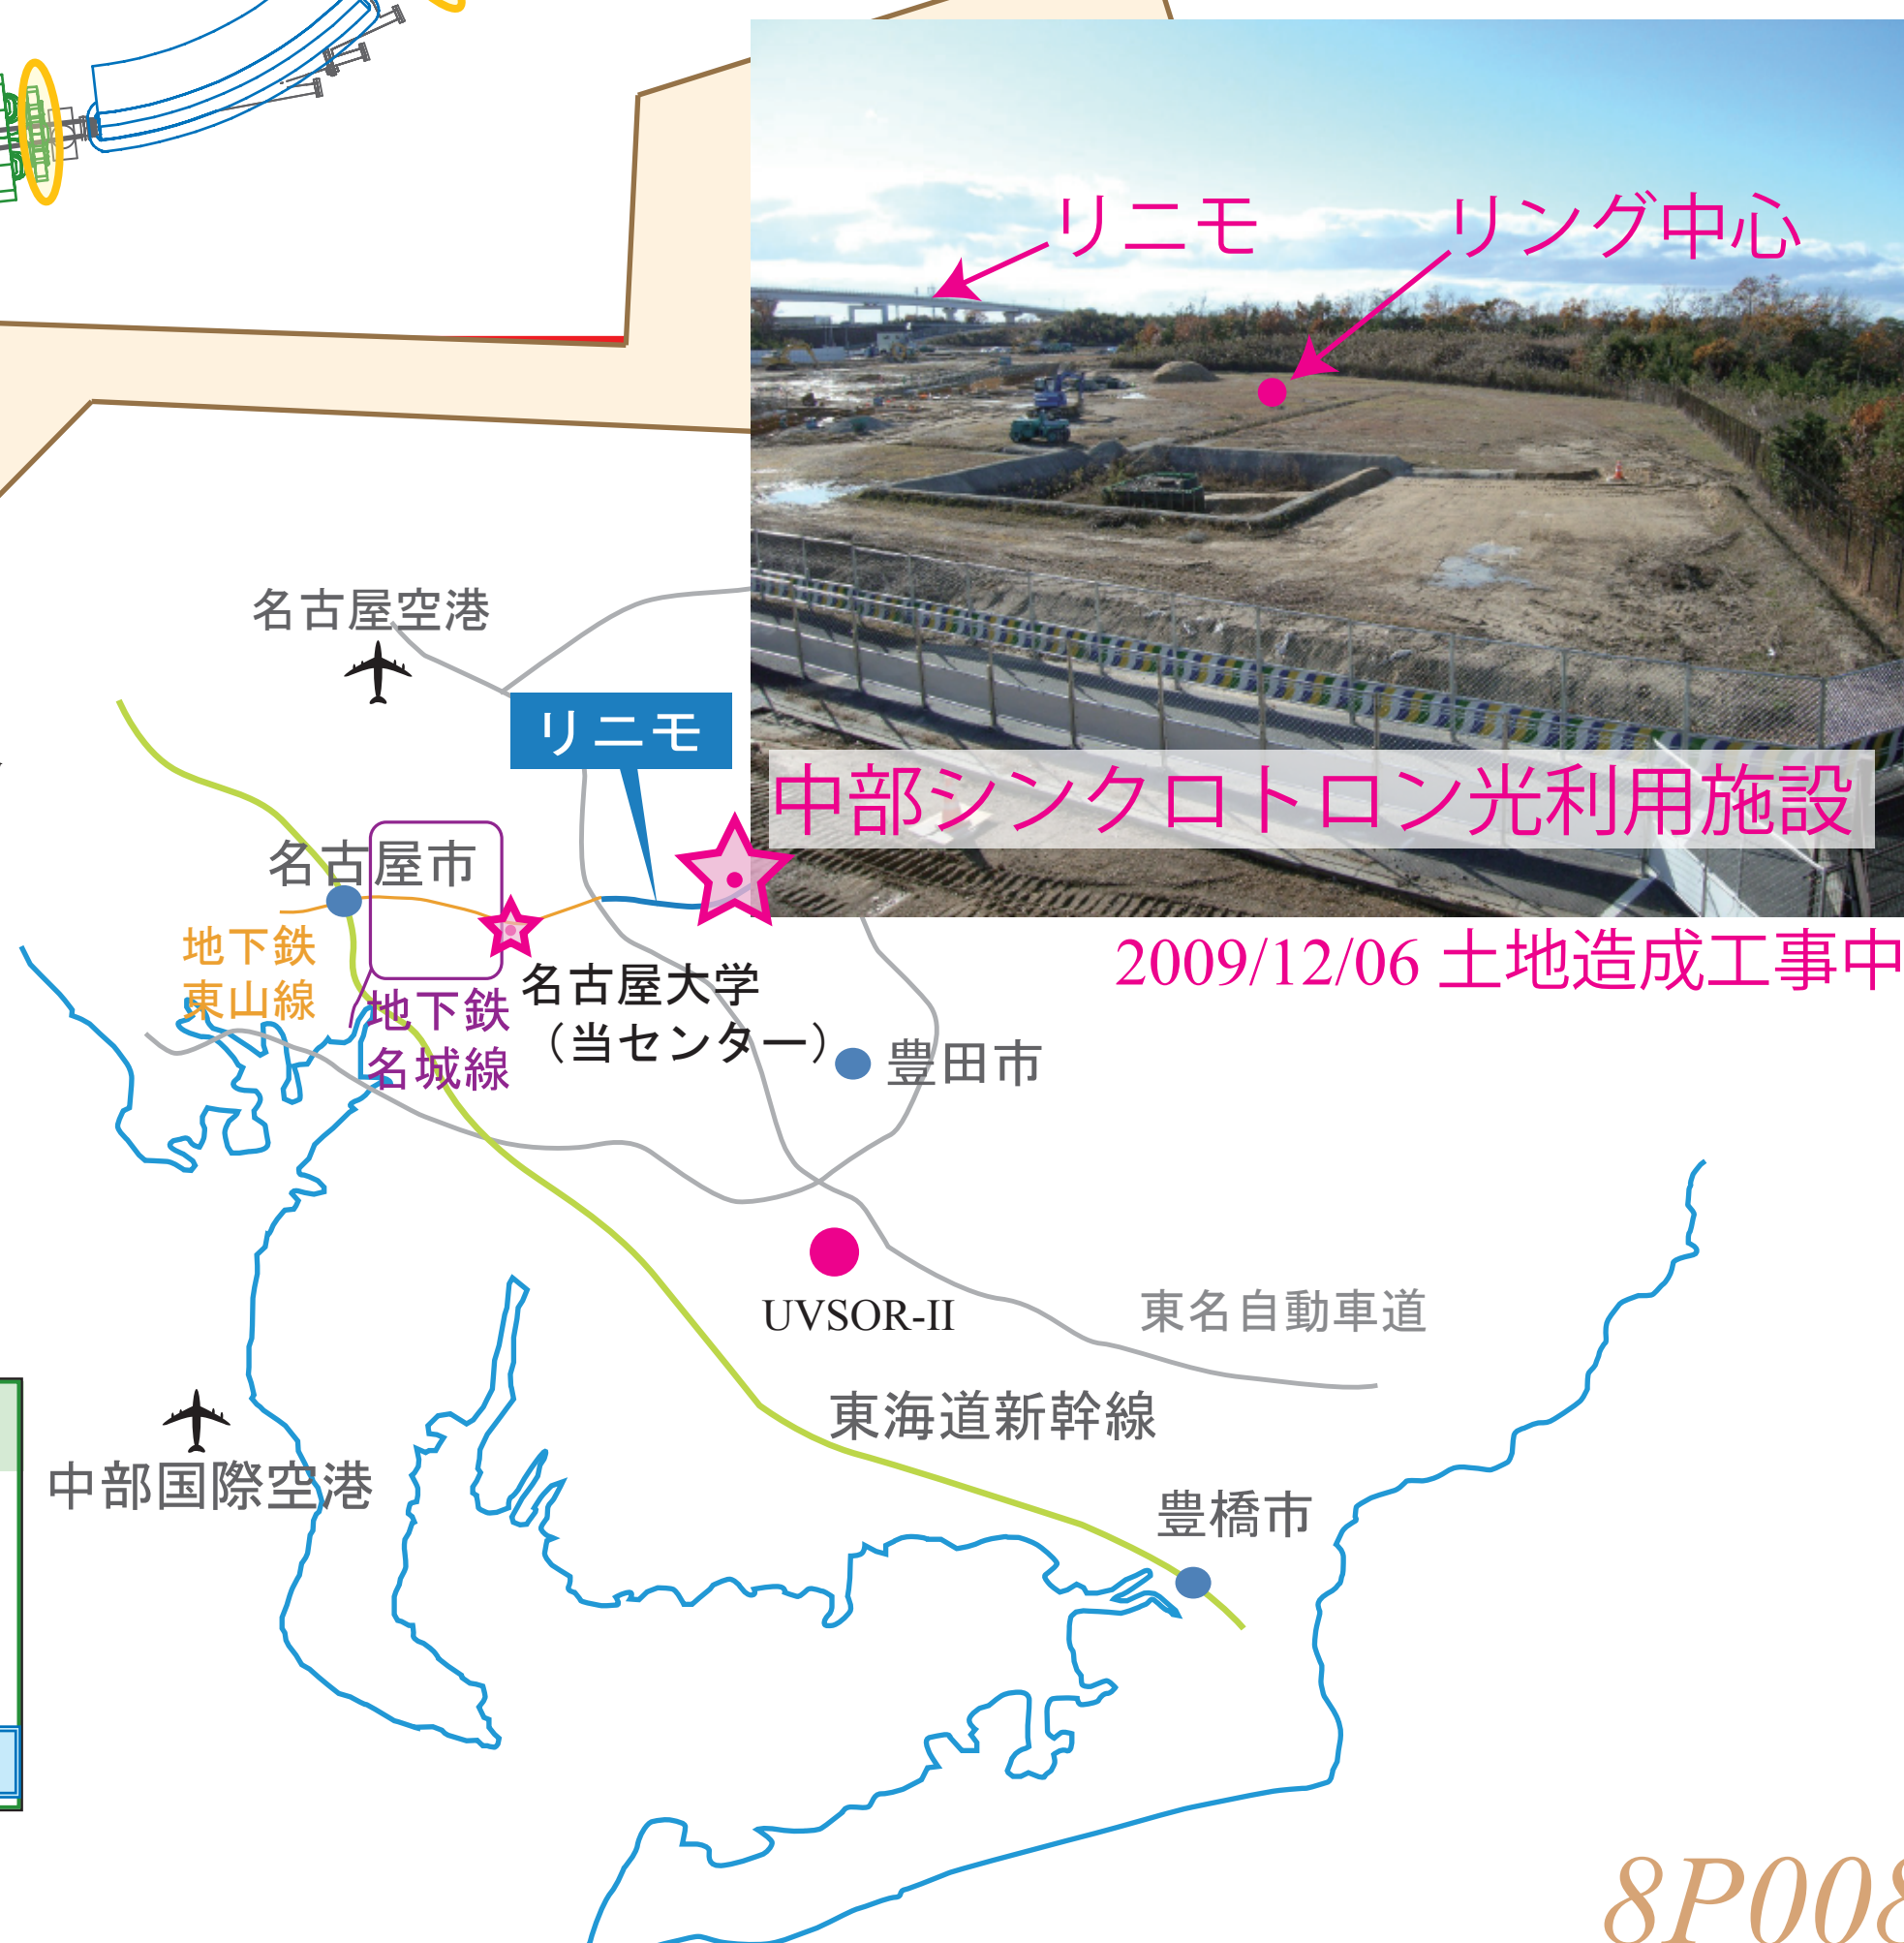 リニモ
リング中心
名古屋空港
リニモ
中部シンクロトロン光利用施設
名古屋市
2009/12/06 土地造成工事中
地下鉄
東山線
地下鉄
名城線
名古屋大学
（当センター）
豊田市
UVSOR-II
東名自動車道
東海道新幹線
中部国際空港
豊橋市
8P008